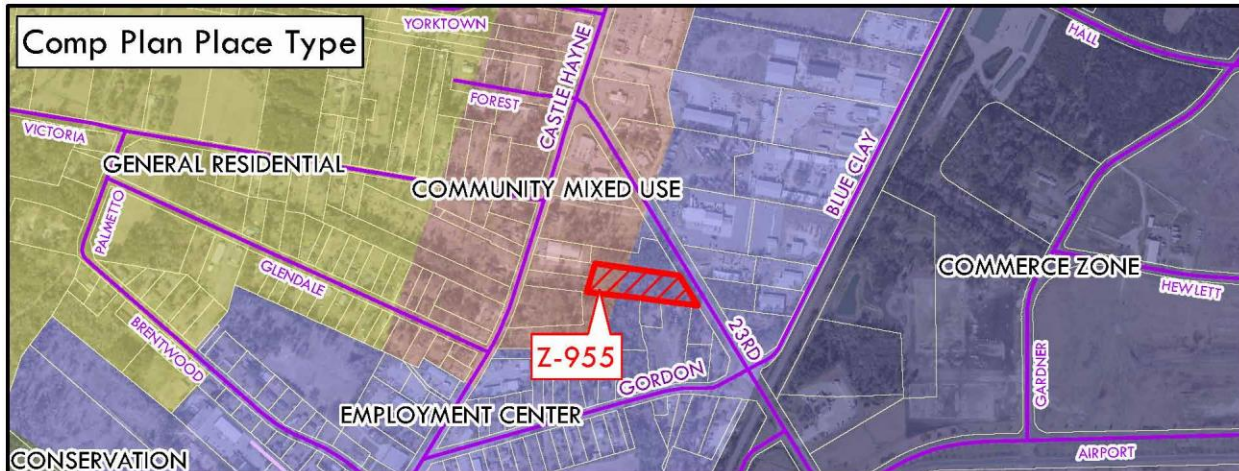 Comp Plan Place Type
YORKTOWN
CASTLE HAYNE
HALL
FOREST
VICTORIA
BLUE CLAY
GENERAL RESIDENTIAL
COMMUNITY MIXED USE
PALMETTO
GLENDALE
COMMERCE ZONE
HEWLETT
BRENTWOOD
23RD
Z-955
GORDON
GARDNER
EMPLOYMENT CENTER
AIRPORT
CONSERVATION